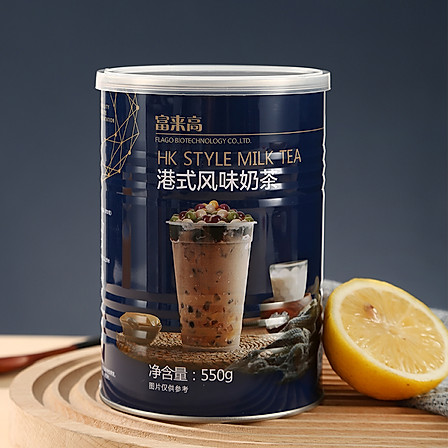 富来高
FLAGO BIOTECHNOLOGY CO.,LTD.
HK STYLE MILK TEA
港式风味奶茶
净含量：550g
图片仅供参考